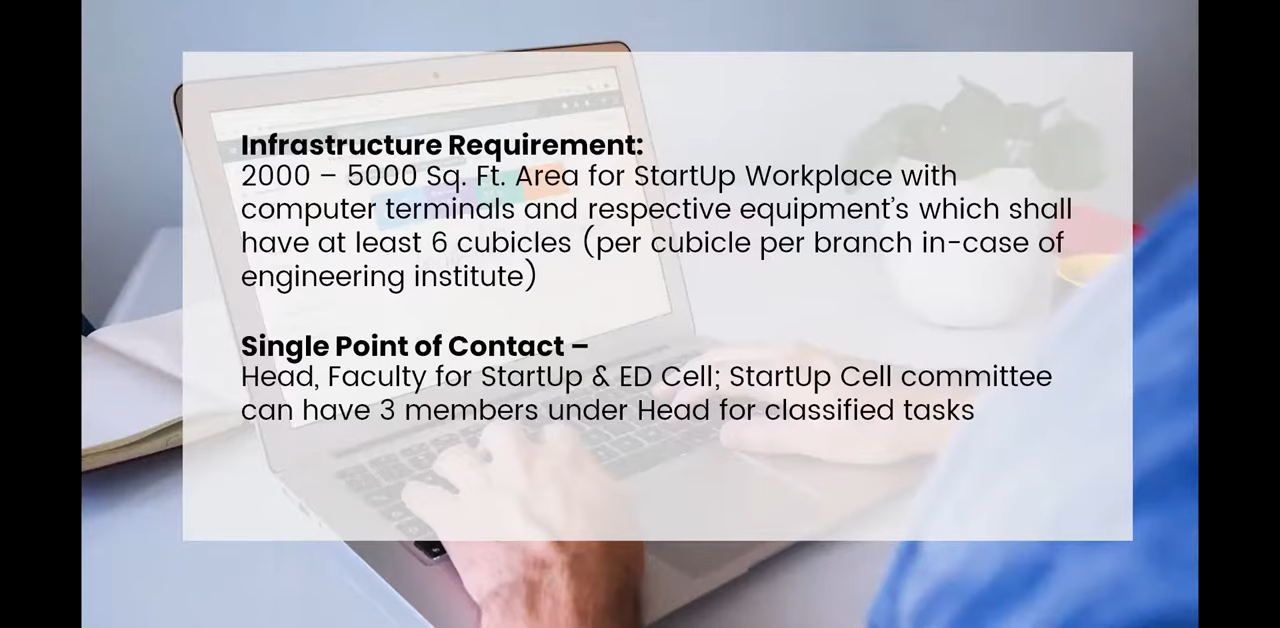 Infrastructure Requirement:
2000 – 5000 Sq. Ft. Area for StartUp Workplace with
computer terminals and respective equipment's which shall
have at least 6 cubicles (per cubicle per branch in-case of
engineering institute)
Single Point of Contact –
Head, Faculty for StartUp & ED Cell; StartUp Cell committee
can have 3 members under Head for classified tasks